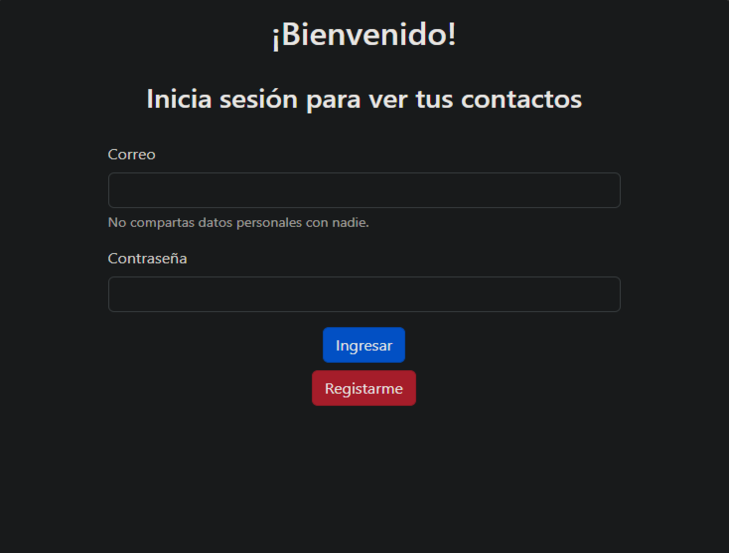 ¡Bienvenido!
Inicia sesión para ver tus contactos
Correo
No compartas datos personales con nadie.
Contraseña
Ingresar
Registarme